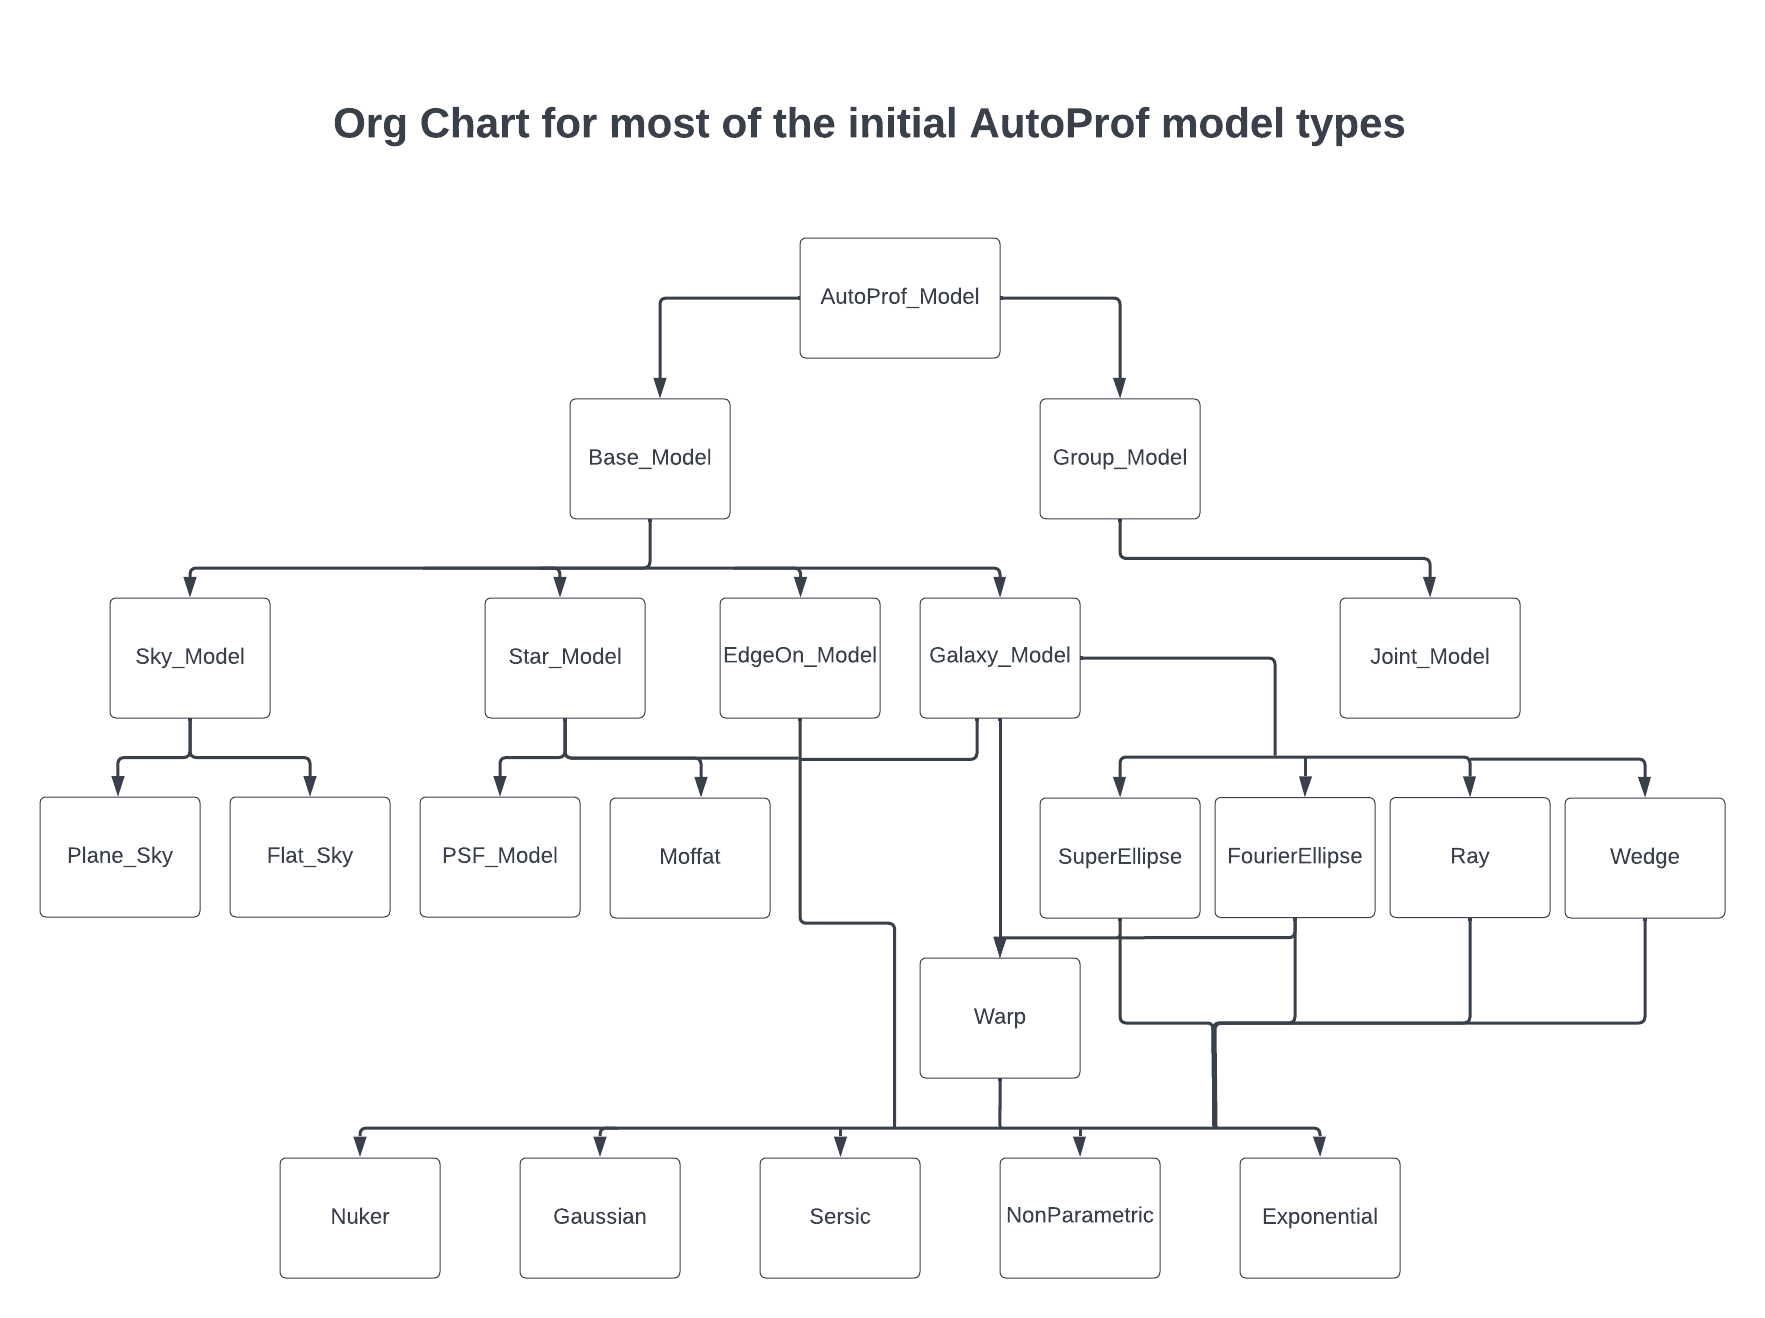 Org Chart for most of the initial AutoProf model types
AutoProf_Model
Base_Model
Group_Model
Sky_Model
Star_Model
EdgeOn_Model
Galaxy_Model
Joint_Model
Plane_Sky
Flat_Sky
PSF_Model
Moffat
SuperEllipse
FourierEllipse
Ray
Wedge
Warp
Nuker
Gaussian
Sersic
NonParametric
Exponential